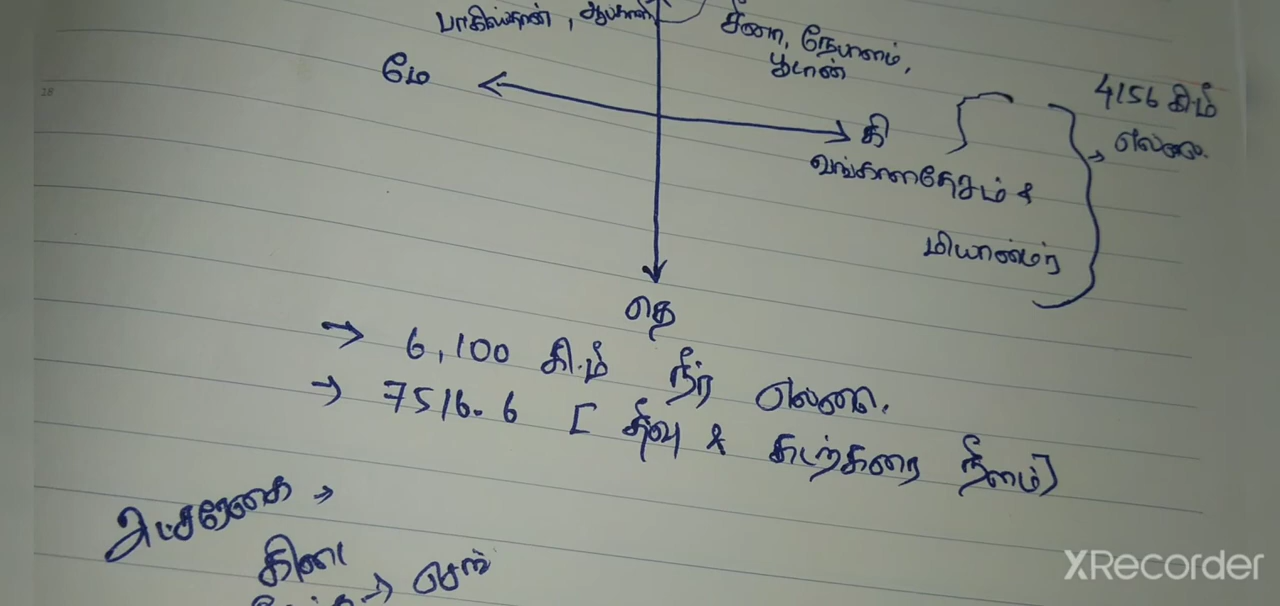 பாகிஸ்தான், ஆப்கானி
சீனா, நேபாளம்,
பூடான்
மே
4156 கி.மீ
எல்லை.
கி
வங்காளதேசம் &
மியான்மர்
தெ
→ 6,100 கி.மீ நீர் எல்லை.
→ 7516.6 [தீவு & கடற்கரை நீளம்]
அட்சரேகை →
XRecorder